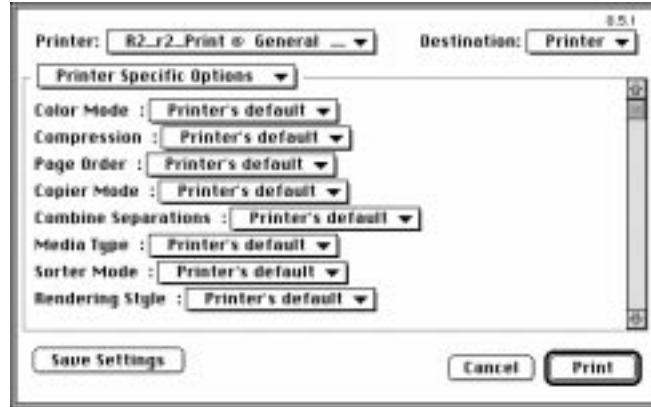 8.5.1
Printer: R2_r2_Print @ General ... Destination: Printer
Printer Specific Options
Color Mode : Printer's default
Compression : Printer's default
Page Order : Printer's default
Copier Mode : Printer's default
Combine Separations : Printer's default
Media Type : Printer's default
Sorter Mode : Printer's default
Rendering Style : Printer's default
Save Settings Cancel Print